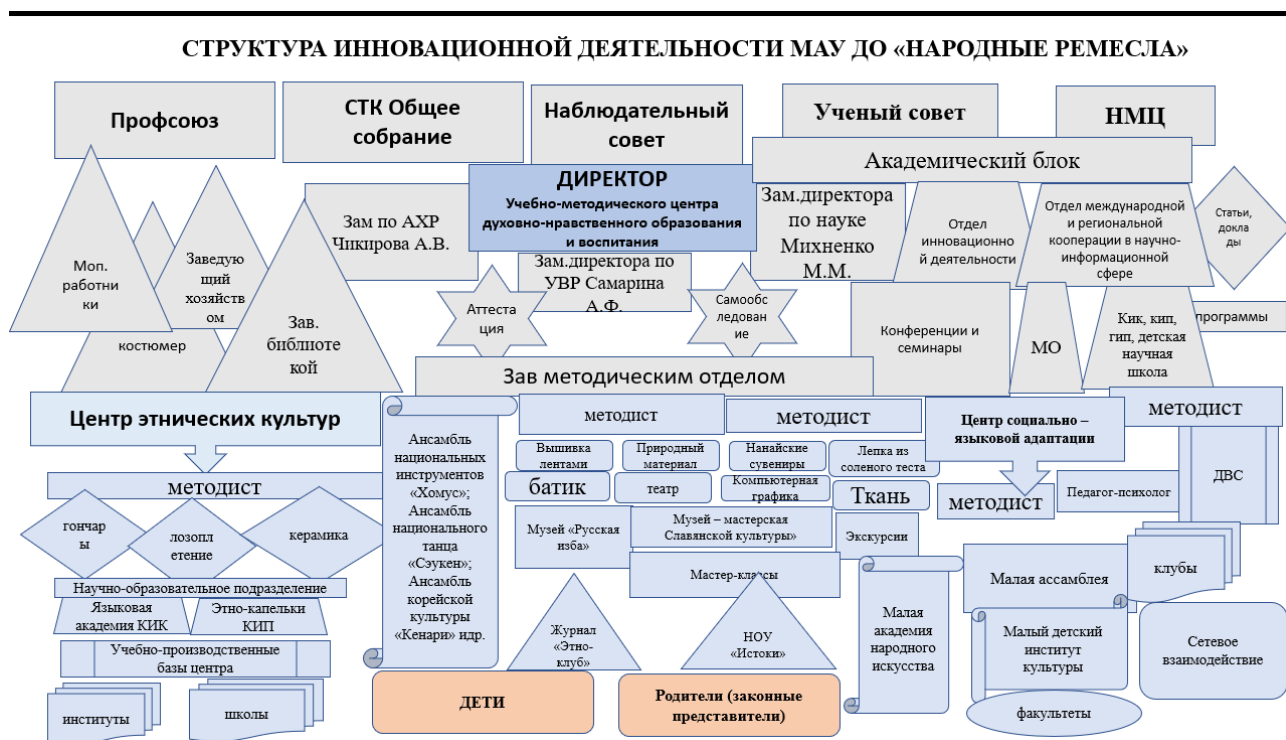 СТРУКТУРА ИННОВАЦИОННОЙ ДЕЯТЕЛЬНОСТИ МАУ ДО «НАРОДНЫЕ РЕМЕСЛА»
Профсоюз
СТК Общее
собрание
Наблюдательный
совет
Ученый совет
НМЦ
Академический блок
ДИРЕКТОР
Учебно-методического центра
духовно-нравственного образования
и воспитания
Зам по АХР
Чикирова А.В.
Зам.директора
по науке
Михненко
М.М.
Отдел
инновационно
й деятельности
Отдел международной
и региональной
кооперации в научно-
информационной
сфере
Статьи,
докла
ды
Моп.
работни
ки
Заведую
щий
хозяйств
ом
костюмер
Зав.
библиоте
кой
Аттеста
ция
Зам.директора по
УВР Самарина
А.Ф.
Самообс
ледован
ие
Конференции и
семинары
МО
Кик, кип,
гип, детская
научная
школа
программы
Зав методическим отделом
Центр этнических культур
методист
гончар
ы
лозопл
етение
керамика
Научно-образовательное подразделение
Языковая
академия КИК
Этно-капельки
КИП
Учебно-производственные
базы центра
институты
школы
Ансамбль
национальных
инструментов
«Хомус»;
Ансамбль
национального
танца
«Сэукен»;
Ансамбль
корейской
культуры
«Кенари» идр.
методист
методист
Вышивка
лентами
Природный
материал
Нанайские
сувениры
Лепка из
соленого теста
батик
театр
Компьютерная
графика
Ткань
Музей «Русская
изба»
Музей – мастерская
Славянской культуры»
Экскурсии
Мастер-классы
Журнал
«Этно-
клуб»
НОУ
«Истоки»
Малая
академия
народного
искусства
ДЕТИ
Родители (законные
представители)
Центр социально –
языковой адаптации
методист
методист
Педагог-психолог
ДВС
Малая ассамблея
клубы
Малый детский
институт
культуры
Сетевое
взаимодействие
факультеты